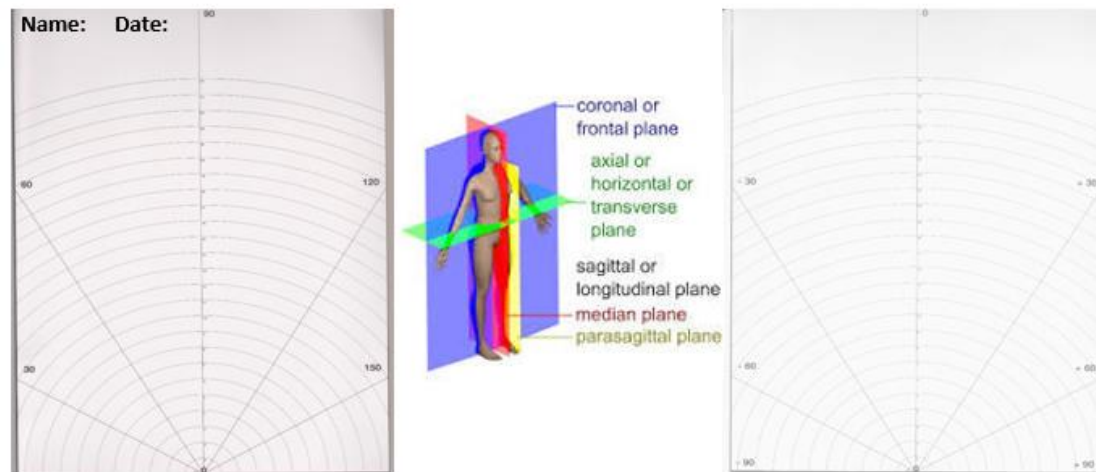 Name: Date:
90
60
120
30
150
0
coronal or
frontal plane
axial or
horizontal or
transverse
plane
sagittal or
longitudinal plane
median plane
parasagittal plane
0
- 30
+ 30
- 60
+ 60
0
- 90
+ 90